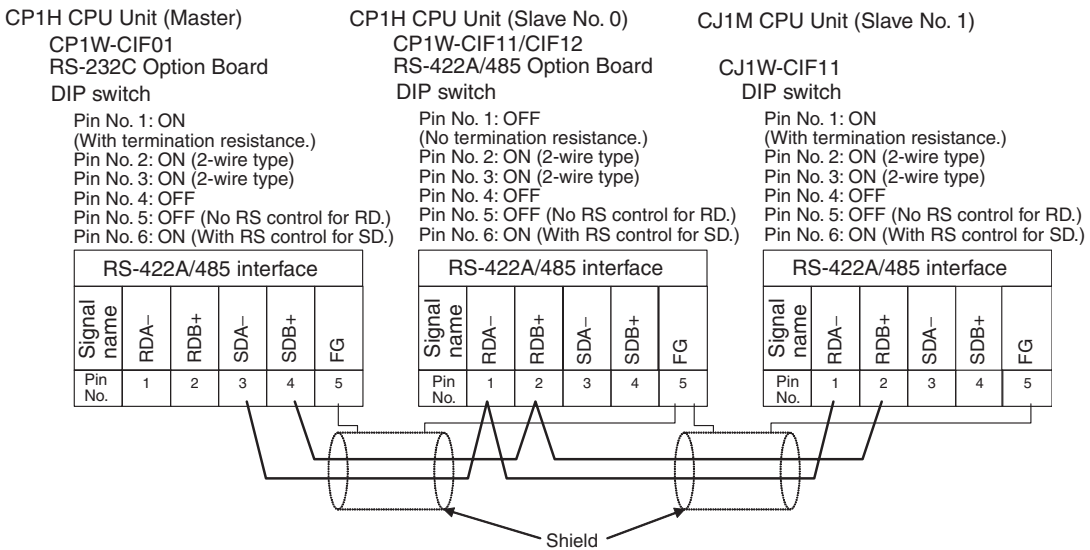 CP1H CPU Unit (Master)
CP1W-CIF01
RS-232C Option Board
DIP switch
Pin No. 1: ON
(With termination resistance.)
Pin No. 2: ON (2-wire type)
Pin No. 3: ON (2-wire type)
Pin No. 4: OFF
Pin No. 5: OFF (No RS control for RD.)
Pin No. 6: ON (With RS control for SD.)
RS-422A/485 interface
Signal name
RDA–
RDB+
SDA–
SDB+
FG
Pin No.
1
2
3
4
5
CP1H CPU Unit (Slave No. 0)
CP1W-CIF11/CIF12
RS-422A/485 Option Board
DIP switch
Pin No. 1: OFF
(No termination resistance.)
Pin No. 2: ON (2-wire type)
Pin No. 3: ON (2-wire type)
Pin No. 4: OFF
Pin No. 5: OFF (No RS control for RD.)
Pin No. 6: ON (With RS control for SD.)
RS-422A/485 interface
Signal name
RDA–
RDB+
SDA–
SDB+
FG
Pin No.
1
2
3
4
5
CJ1M CPU Unit (Slave No. 1)
CJ1W-CIF11
DIP switch
Pin No. 1: ON
(With termination resistance.)
Pin No. 2: ON (2-wire type)
Pin No. 3: ON (2-wire type)
Pin No. 4: OFF
Pin No. 5: OFF (No RS control for RD.)
Pin No. 6: ON (With RS control for SD.)
RS-422A/485 interface
Signal name
RDA–
RDB+
SDA–
SDB+
FG
Pin No.
1
2
3
4
5
Shield